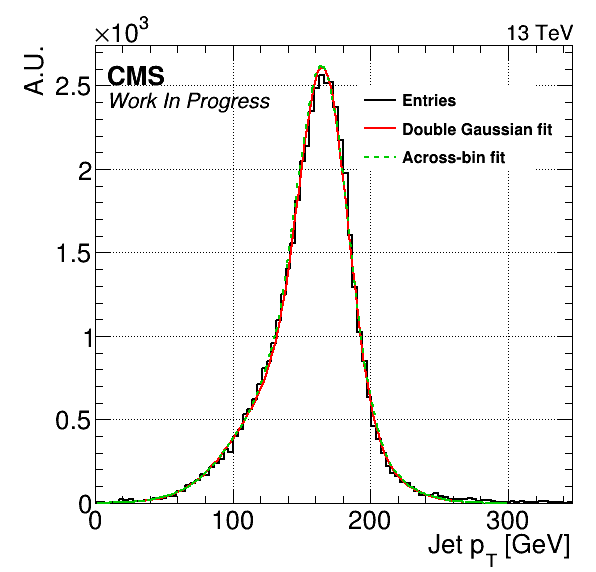 ×10³
13 TeV
A.U.
CMS
Work In Progress
Entries
Double Gaussian fit
Across-bin fit
2.5
2
1.5
1
0.5
0
0 100 200 300
Jet p_T [GeV]